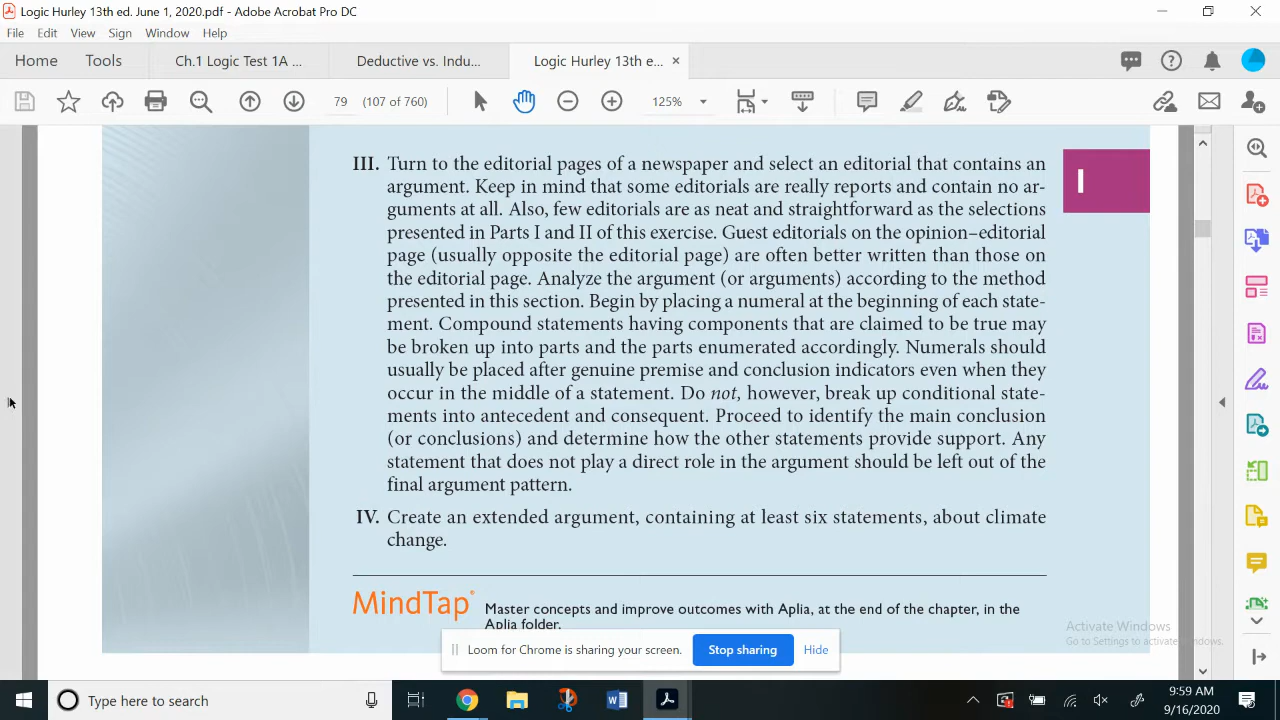 Logic Hurley 13th ed. June 1, 2020.pdf - Adobe Acrobat Pro DC
File Edit View Sign Window Help
Home Tools Ch.1 Logic Test 1A ... Deductive vs. Indu... Logic Hurley 13th e... ×
79 (107 of 760) 125%
III. Turn to the editorial pages of a newspaper and select an editorial that contains an
argument. Keep in mind that some editorials are really reports and contain no ar-
guments at all. Also, few editorials are as neat and straightforward as the selections
presented in Parts I and II of this exercise. Guest editorials on the opinion–editorial
page (usually opposite the editorial page) are often better written than those on
the editorial page. Analyze the argument (or arguments) according to the method
presented in this section. Begin by placing a numeral at the beginning of each state-
ment. Compound statements having components that are claimed to be true may
be broken up into parts and the parts enumerated accordingly. Numerals should
usually be placed after genuine premise and conclusion indicators even when they
occur in the middle of a statement. Do not, however, break up conditional state-
ments into antecedent and consequent. Proceed to identify the main conclusion
(or conclusions) and determine how the other statements provide support. Any
statement that does not play a direct role in the argument should be left out of the
final argument pattern.
I
IV. Create an extended argument, containing at least six statements, about climate
change.
MindTap® Master concepts and improve outcomes with Aplia, at the end of the chapter, in the
Aplia folder.
Activate Windows
Go to Settings to activate Windows.
Loom for Chrome is sharing your screen. Stop sharing Hide
Type here to search
9:59 AM
9/16/2020